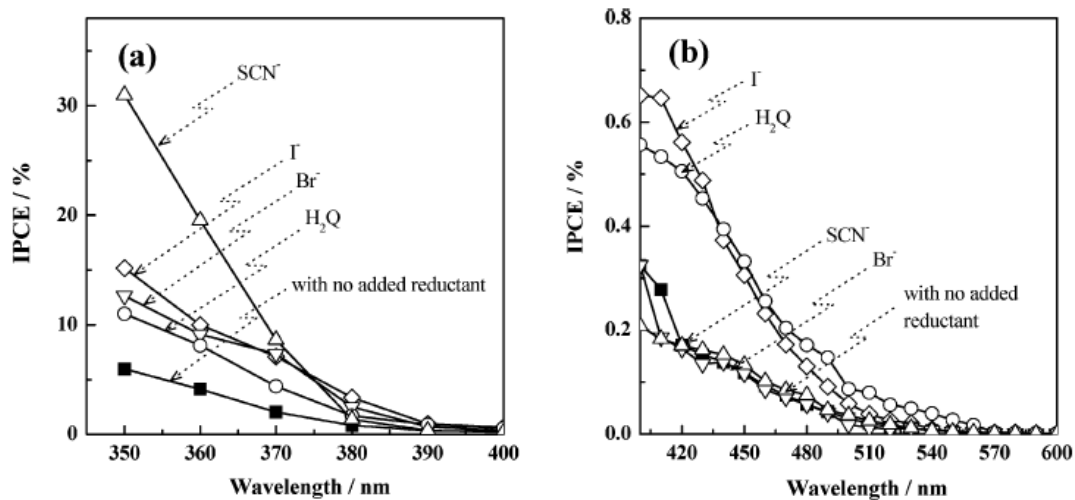 (a)
SCN⁻
I⁻
Br⁻
H₂Q
with no added reductant
30
20
10
0
IPCE / %
350 360 370 380 390 400
Wavelength / nm
(b)
I⁻
H₂Q
SCN⁻
Br⁻
with no added
reductant
0.8
0.6
0.4
0.2
0.0
IPCE / %
420 450 480 510 540 570 600
Wavelength / nm